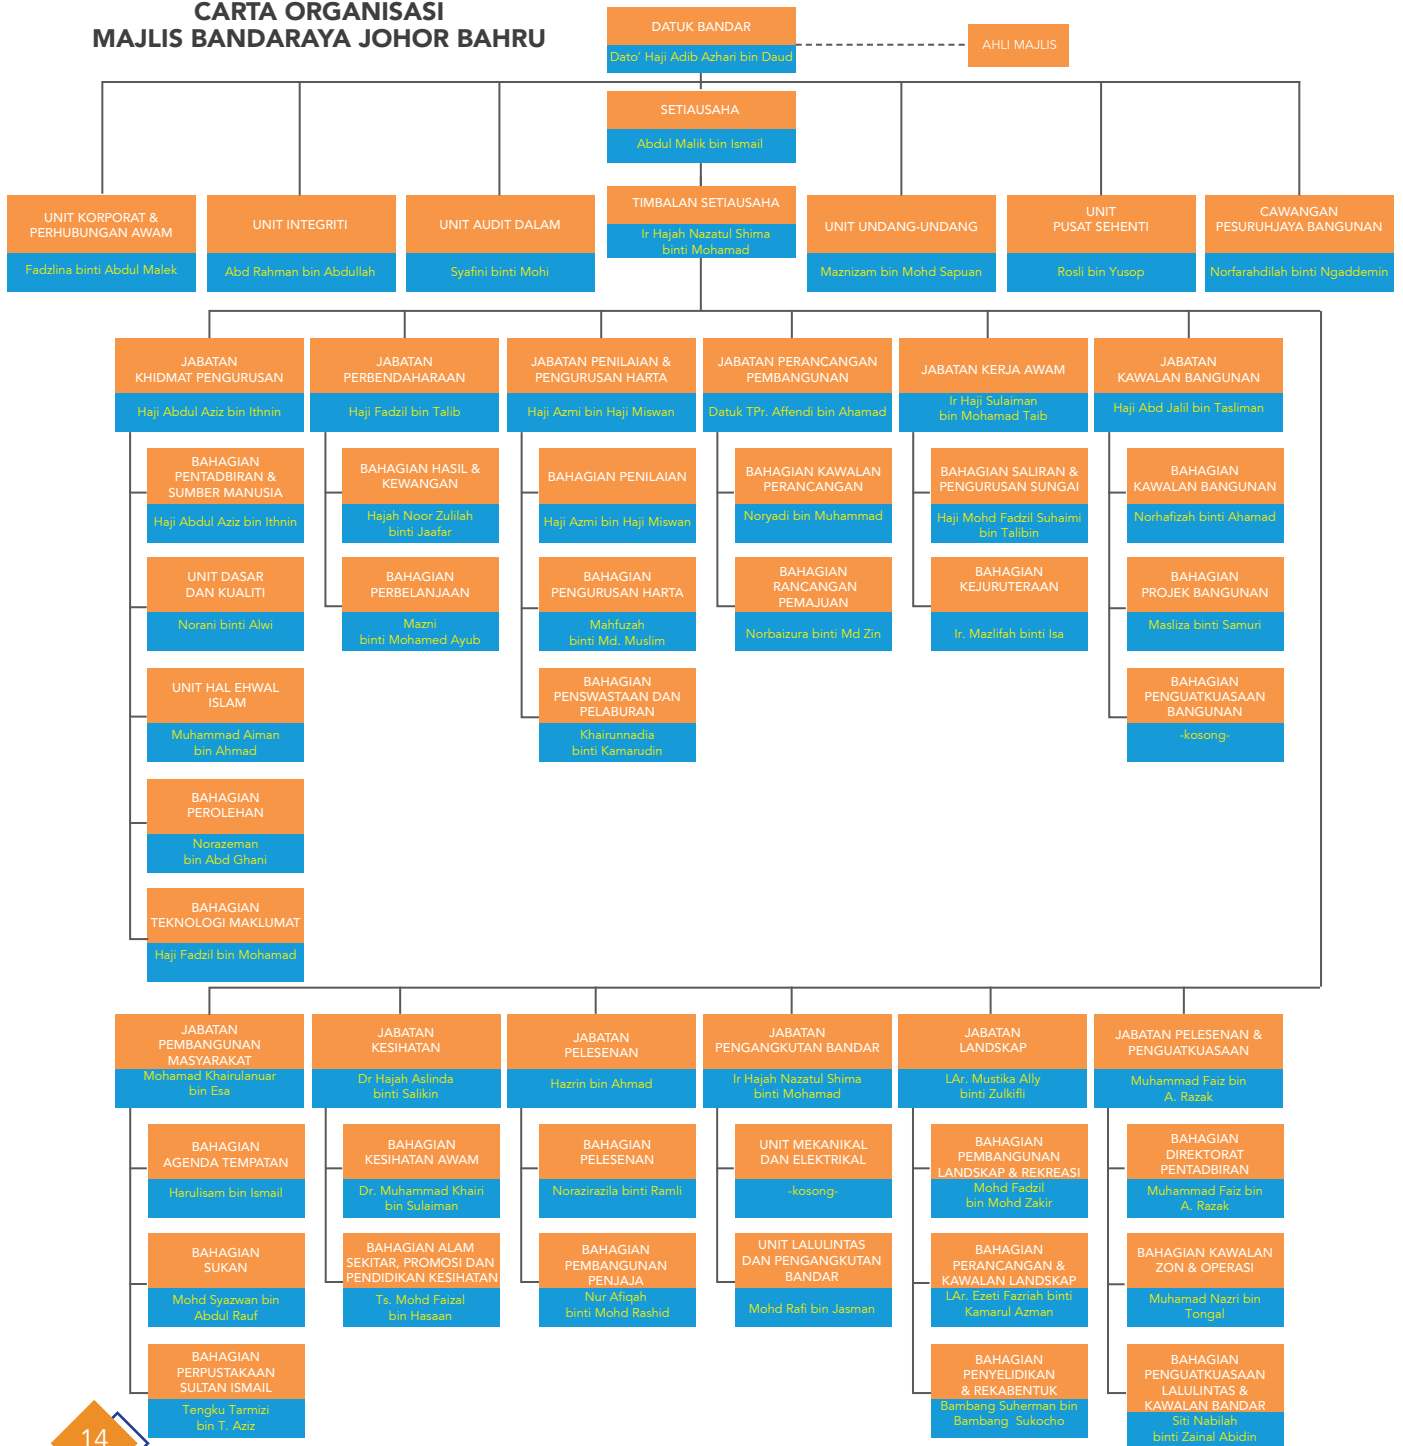 CARTA ORGANISASI
MAJLIS BANDARAYA JOHOR BAHRU
DATUK BANDAR
Dato' Haji Adib Azhari bin Daud
AHLI MAJLIS
SETIAUSAHA
Abdul Malik bin Ismail
TIMBALAN SETIAUSAHA
Ir Hajah Nazatul Shima
binti Mohamad
UNIT KORPORAT &
PERHUBUNGAN AWAM
Fadzlina binti Abdul Malek
UNIT INTEGRITI
Abd Rahman bin Abdullah
UNIT AUDIT DALAM
Syafini binti Mohi
UNIT UNDANG-UNDANG
Maznizam bin Mohd Sapuan
UNIT
PUSAT SEHENTI
Rosli bin Yusop
CAWANGAN
PESURUHJAYA BANGUNAN
Norfarahdilah binti Ngaddemin
JABATAN
KHIDMAT PENGURUSAN
Haji Abdul Aziz bin Ithnin
BAHAGIAN
PENTADBIRAN &
SUMBER MANUSIA
Haji Abdul Aziz bin Ithnin
UNIT DASAR
DAN KUALITI
Norani binti Alwi
UNIT HAL EHWAL
ISLAM
Muhammad Aiman
bin Ahmad
BAHAGIAN
PEROLEHAN
Norazeman
bin Abd Ghani
BAHAGIAN
TEKNOLOGI MAKLUMAT
Haji Fadzil bin Mohamad
JABATAN
PERBENDAHARAAN
Haji Fadzil bin Talib
BAHAGIAN HASIL &
KEWANGAN
Hajah Noor Zulilah
binti Jaafar
BAHAGIAN
PERBELANJAAN
Mazni
binti Mohamed Ayub
JABATAN PENILAIAN &
PENGURUSAN HARTA
Haji Azmi bin Haji Miswan
BAHAGIAN PENILAIAN
Haji Azmi bin Haji Miswan
BAHAGIAN
PENGURUSAN HARTA
Mahfuzah
binti Md. Muslim
BAHAGIAN
PENSWASTAAN DAN
PELABURAN
Khairunnadia
binti Kamarudin
JABATAN PERANCANGAN
PEMBANGUNAN
Datuk TPr. Affendi bin Ahamad
BAHAGIAN KAWALAN
PERANCANGAN
Noryadi bin Muhammad
BAHAGIAN
RANCANGAN
PEMAJUAN
Norbaizura binti Md Zin
JABATAN KERJA AWAM
Ir Haji Sulaiman
bin Mohamad Taib
BAHAGIAN SALIRAN &
PENGURUSAN SUNGAI
Haji Mohd Fadzil Suhaimi
bin Talibin
BAHAGIAN
KEJURUTERAAN
Ir. Mazlifah binti Isa
JABATAN
KAWALAN BANGUNAN
Haji Abd Jalil bin Tasliman
BAHAGIAN
KAWALAN BANGUNAN
Norhafizah binti Ahamad
BAHAGIAN
PROJEK BANGUNAN
Masliza binti Samuri
BAHAGIAN
PENGUATKUASAAN
BANGUNAN
-kosong-
JABATAN
PEMBANGUNAN
MASYARAKAT
Mohamad Khairulanuar
bin Esa
BAHAGIAN
AGENDA TEMPATAN
Harulisam bin Ismail
BAHAGIAN
SUKAN
Mohd Syazwan bin
Abdul Rauf
BAHAGIAN
PERPUSTAKAAN
SULTAN ISMAIL
Tengku Tarmizi
bin T. Aziz
JABATAN
KESIHATAN
Dr Hajah Aslinda
binti Salikin
BAHAGIAN
KESIHATAN AWAM
Dr. Muhammad Khairi
bin Sulaiman
BAHAGIAN ALAM
SEKITAR, PROMOSI DAN
PENDIDIKAN KESIHATAN
Ts. Mohd Faizal
bin Hasaan
JABATAN
PELESENAN
Hazrin bin Ahmad
BAHAGIAN
PELESENAN
Norazirazila binti Ramli
BAHAGIAN
PEMBANGUNAN
PENJAJA
Nur Afiqah
binti Mohd Rashid
JABATAN
PENGANGKUTAN BANDAR
Ir Hajah Nazatul Shima
binti Mohamad
UNIT MEKANIKAL
DAN ELEKTRIKAL
-kosong-
UNIT LALULINTAS
DAN PENGANGKUTAN
BANDAR
Mohd Rafi bin Jasman
JABATAN
LANDSKAP
LAr. Mustika Ally
binti Zulkifli
BAHAGIAN
PEMBANGUNAN
LANDSKAP & REKREASI
Mohd Fadzil
bin Mohd Zakir
BAHAGIAN
PERANCANGAN &
KAWALAN LANDSKAP
LAr. Ezeti Fazriah binti
Kamarul Azman
BAHAGIAN
PENYELIDIKAN
& REKABENTUK
Bambang Suherman bin
Bambang Sukocho
JABATAN PELESENAN &
PENGUATKUASAAN
Muhammad Faiz bin
A. Razak
BAHAGIAN
DIREKTORAT
PENTADBIRAN
Muhammad Faiz bin
A. Razak
BAHAGIAN KAWALAN
ZON & OPERASI
Muhamad Nazri bin
Tongal
BAHAGIAN
PENGUATKUASAAN
LALULINTAS &
KAWALAN BANDAR
Siti Nabilah
binti Zainal Abidin
14